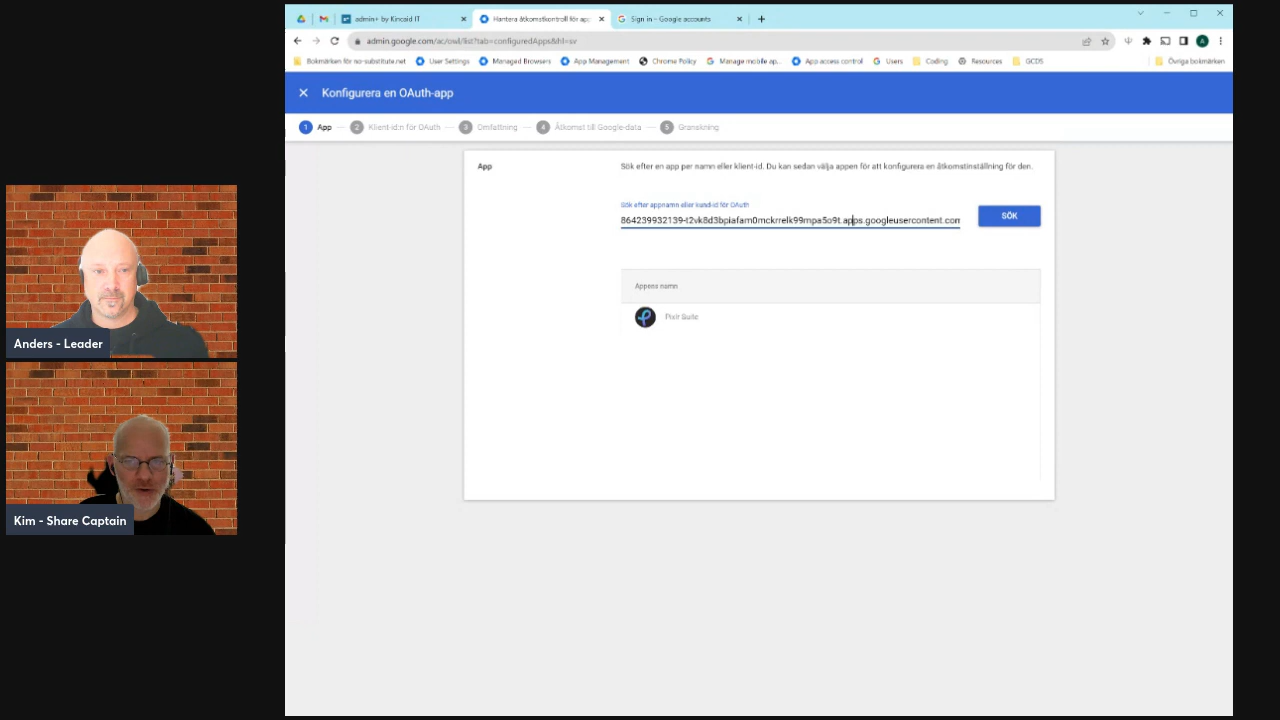 admin+ by Kincaid IT
Hantera åtkomstkontroll för ap
Sign in - Google accounts
admin.google.com/ac/owl/list?tab=configuredApps&hl=sv
Bokmärken för no-substitute.net
User Settings
Managed Browsers
App Management
Chrome Policy
Manage mobile ap...
App access control
Users
Coding
Resources
GCDS
Övriga bokmärken
Konfigurera en OAuth-app
1 App
2 Klient-id:n för OAuth
3 Omfattning
4 Åtkomst till Google-data
5 Granskning
App
Sök efter en app per namn eller klient-id. Du kan sedan välja appen för att konfigurera en åtkomstinställning för den.
Sök efter appnamn eller kund-id för OAuth
864239932139-t2vk8d3bpiafam0mckrrelk99mpa5o9t.apps.googleusercontent.com
SÖK
Appens namn
Pixlr Suite
Anders - Leader
Kim - Share Captain